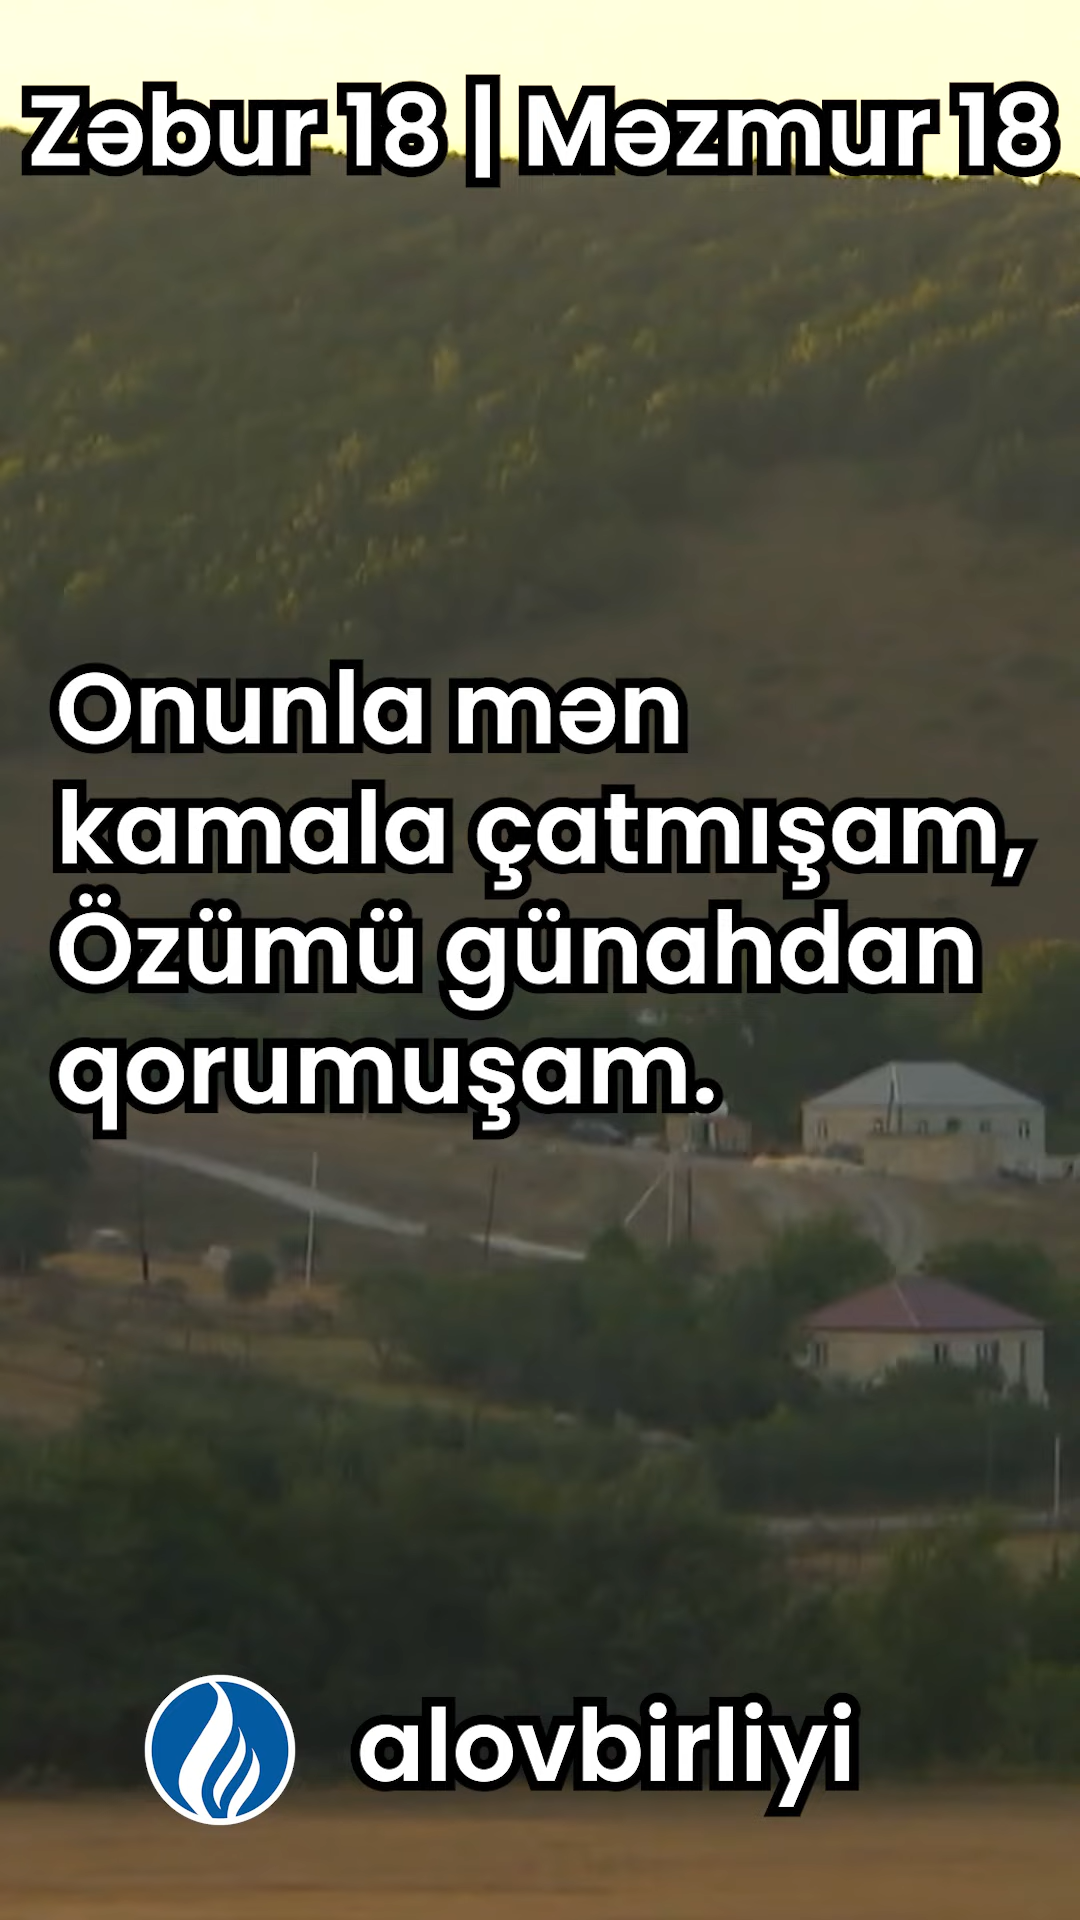 Zəbur 18 | Məzmur 18
Onunla mən
kamala çatmışam,
Özümü günahdan
qorumuşam.
alovbirliyi